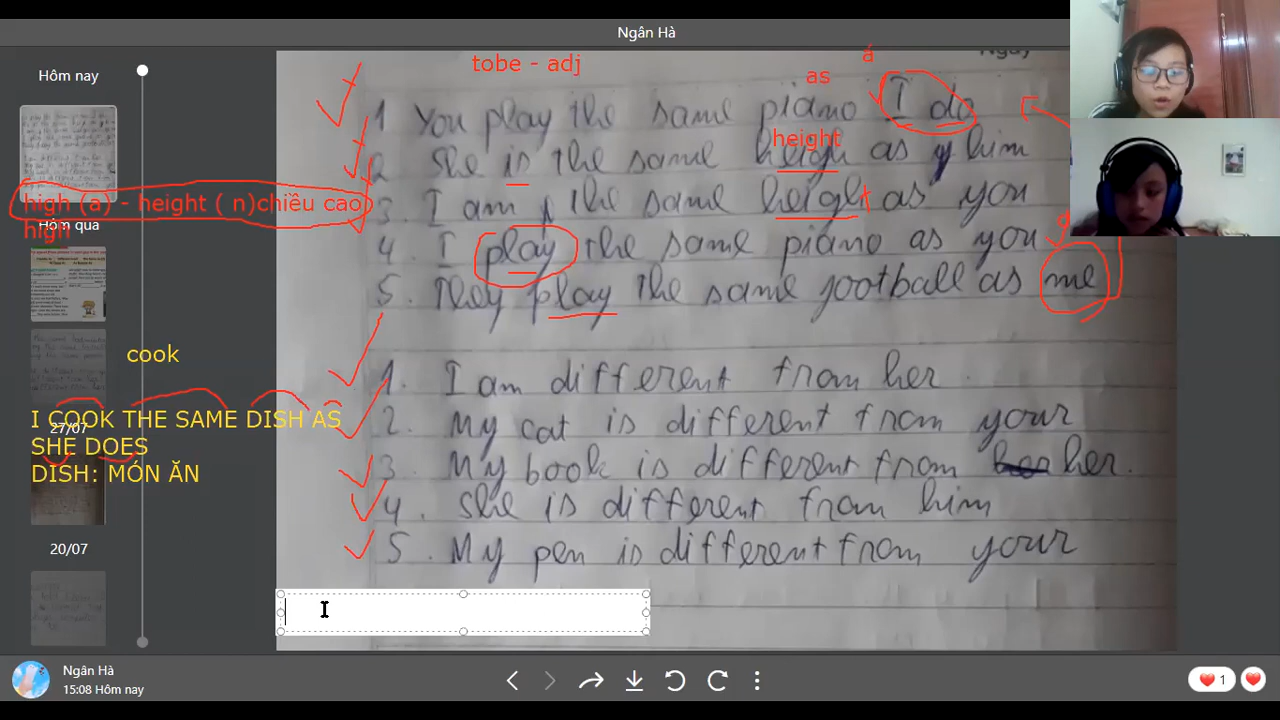 Ngân Hà
Hôm nay
Hôm qua
27/07
20/07
tobe - adj
as
á
1 You play the same piano I do
height
2 She is the same heigh as him
high (a) - height ( n)chiều cao
high
3. I am the same height as you
4. I play the same piano as you
5. They play the same football as me
cook
I COOK THE SAME DISH AS
SHE DOES
DISH: MÓN ĂN
1. I am different from her.
2. My cat is different from your
3. My book is different from her.
4. she is different from him
5. My pen is different from your
Ngân Hà
15:08 Hôm nay
1